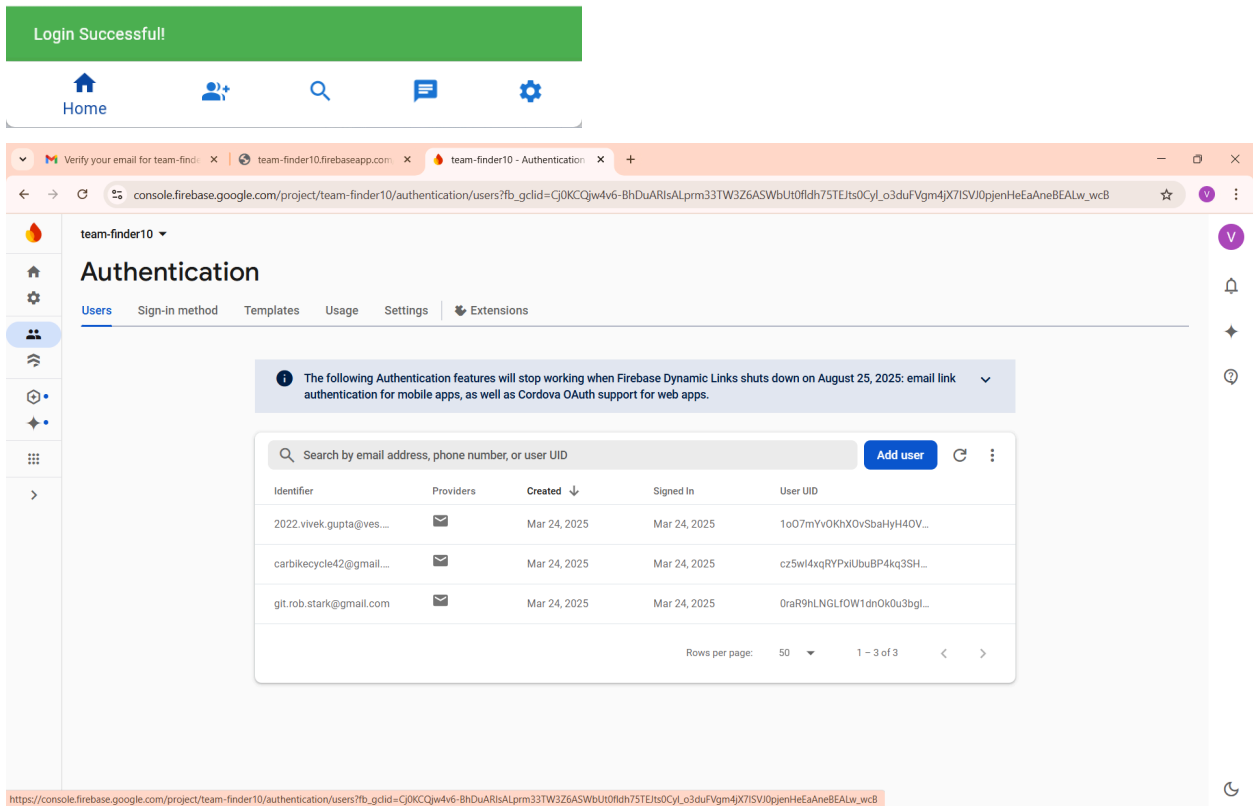 Login Successful!
Home
Verify your email for team-finde
team-finder10.firebaseapp.com
team-finder10 - Authentication
console.firebase.google.com/project/team-finder10/authentication/users?fb_gclid=Cj0KCQjw4v6-BhDuARIsALprm33TW3Z6ASWbUt0fIdh75TEJts0Cyl_o3duFVgm4jX7ISVJ0pjenHeEaAneBEALw_wcB
V
team-finder10
V
Authentication
Users Sign-in method Templates Usage Settings Extensions
The following Authentication features will stop working when Firebase Dynamic Links shuts down on August 25, 2025: email link
authentication for mobile apps, as well as Cordova OAuth support for web apps.
Search by email address, phone number, or user UID
Add user
Identifier Providers Created Signed In User UID
2022.vivek.gupta@ves.... Mar 24, 2025 Mar 24, 2025 1oO7mYvOKhXOvSbaHyH4OV...
carbikecycle42@gmail.... Mar 24, 2025 Mar 24, 2025 cz5wI4xqRYPxiUbuBP4kq3SH...
git.rob.stark@gmail.com Mar 24, 2025 Mar 24, 2025 0raR9hLNGLfOW1dnOk0u3bgI...
Rows per page: 50 1 – 3 of 3
https://console.firebase.google.com/project/team-finder10/authentication/users?fb_gclid=Cj0KCQjw4v6-BhDuARIsALprm33TW3Z6ASWbUt0fIdh75TEJts0Cyl_o3duFVgm4jX7ISVJ0pjenHeEaAneBEALw_wcB